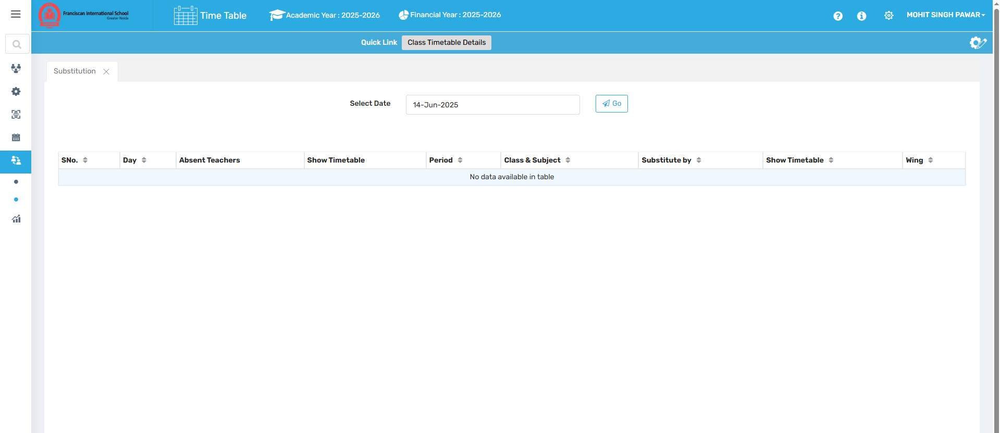 Franciscan International School
Greater Noida
Time Table
Academic Year : 2025-2026
Financial Year : 2025-2026
MOHIT SINGH PAWAR
Quick Link
Class Timetable Details
Substitution
Select Date
14-Jun-2025
Go
SNo. Day Absent Teachers Show Timetable Period Class & Subject Substitute by Show Timetable Wing
No data available in table